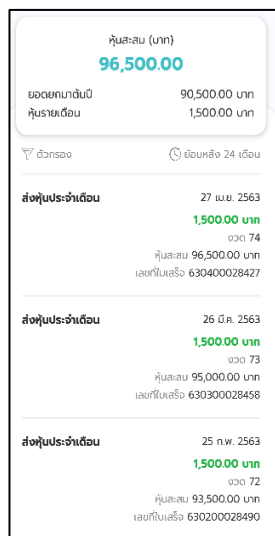 หุ้นสะสม (บาท)
96,500.00
ยอดยกมาต้นปี 90,500.00 บาท
หุ้นรายเดือน 1,500.00 บาท
ตัวกรอง ย้อนหลัง 24 เดือน
ส่งหุ้นประจำเดือน 27 เม.ย. 2563
1,500.00 บาท
งวด 74
หุ้นสะสม 96,500.00 บาท
เลขที่ใบเสร็จ 630400028427
ส่งหุ้นประจำเดือน 26 มี.ค. 2563
1,500.00 บาท
งวด 73
หุ้นสะสม 95,000.00 บาท
เลขที่ใบเสร็จ 630300028458
ส่งหุ้นประจำเดือน 25 ก.พ. 2563
1,500.00 บาท
งวด 72
หุ้นสะสม 93,500.00 บาท
เลขที่ใบเสร็จ 630200028490